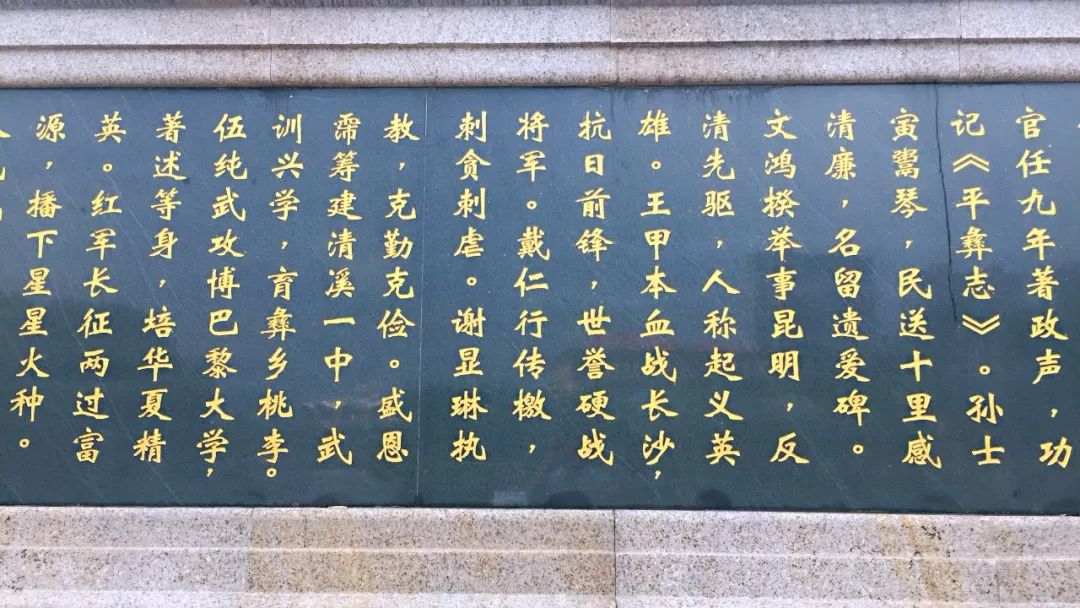 官任九年著政声，功
记《平彝志》。孙士
寅鬻琴，民送十里感
清廉，名留遗爱碑。
文鸿揆举事昆明，反
清先驱，人称起义英
雄。王甲本血战长沙，
抗日前锋，世誉硬战
将军。戴仁行传檄，
刺贪刺虐。谢显琳执
教，克勤克俭。盛恩
霈筹建清溪一中，武
训兴学，育彝乡桃李。
伍纯武攻博巴黎大学，
著述等身，培华夏精
英。红军长征两过富
源，播下星星火种。